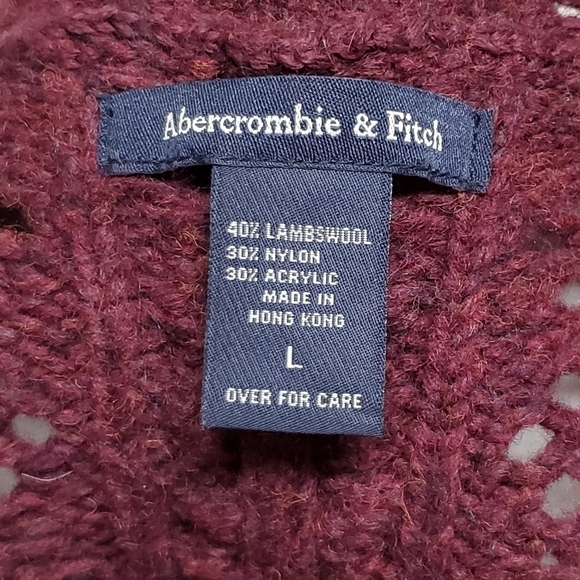 Abercrombie & Fitch
40% LAMBSWOOL
30% NYLON
30% ACRYLIC
MADE IN
HONG KONG
L
OVER FOR CARE